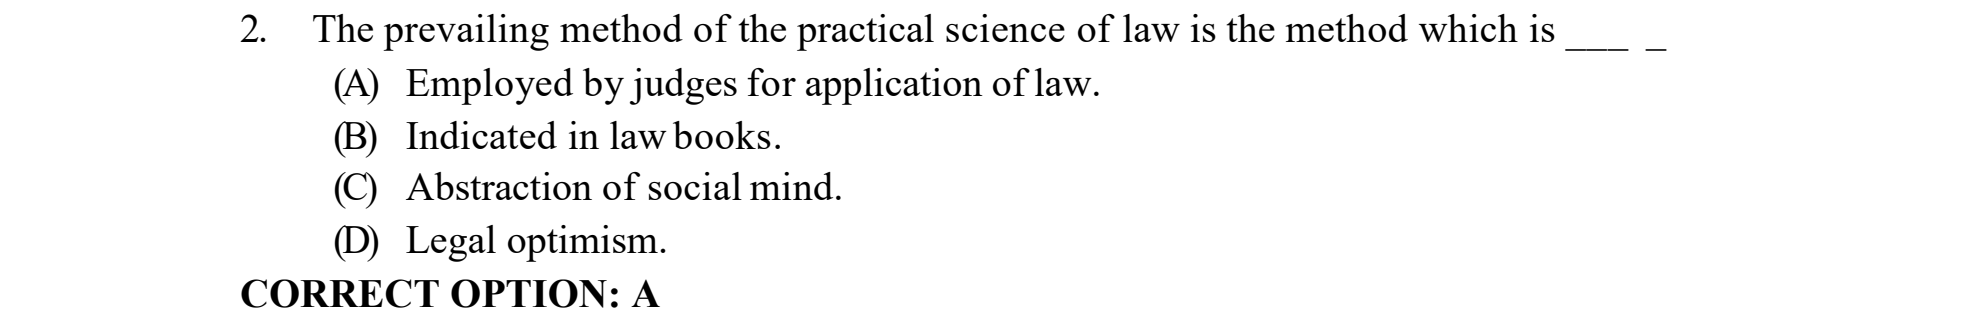 2. The prevailing method of the practical science of law is the method which is ___ _
(A) Employed by judges for application of law.
(B) Indicated in law books.
(C) Abstraction of social mind.
(D) Legal optimism.
CORRECT OPTION: A